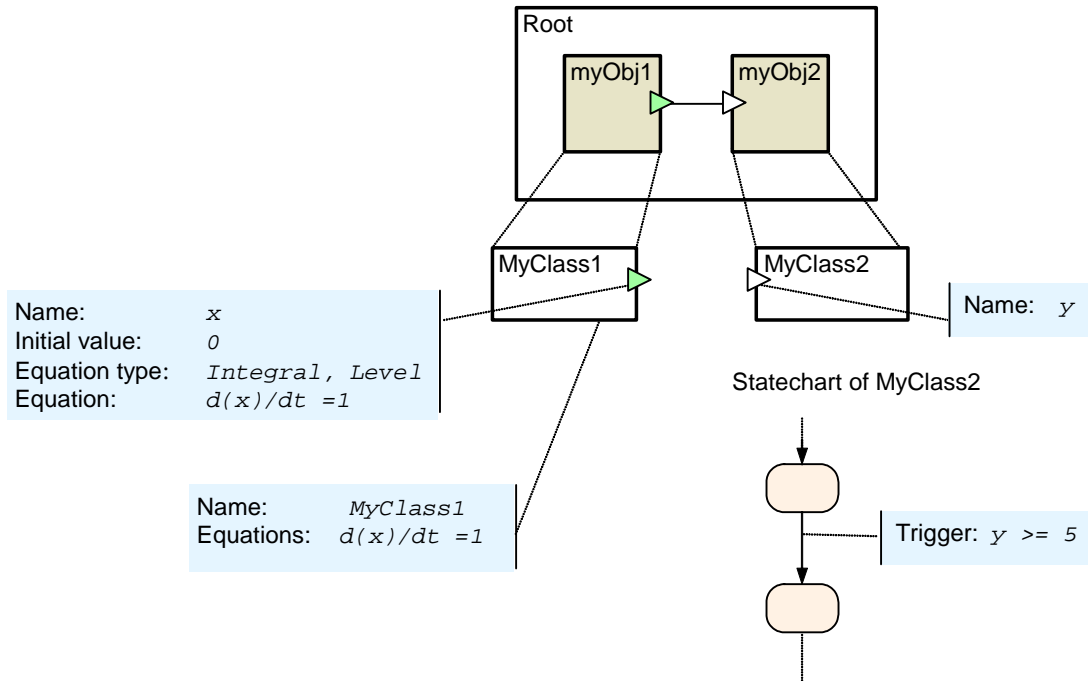 Root
myObj1
myObj2
MyClass1
MyClass2
Name: x
Initial value: 0
Equation type: Integral, Level
Equation: d(x)/dt =1
Name: y
Statechart of MyClass2
Name: MyClass1
Equations: d(x)/dt =1
Trigger: y >= 5